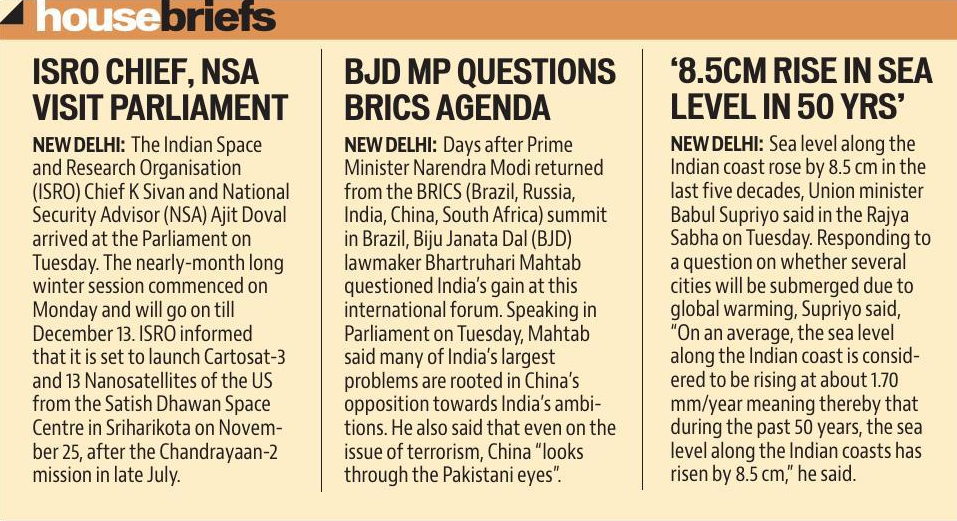 housebriefs
ISRO CHIEF, NSA
VISIT PARLIAMENT
NEW DELHI: The Indian Space
and Research Organisation
(ISRO) Chief K Sivan and National
Security Advisor (NSA) Ajit Doval
arrived at the Parliament on
Tuesday. The nearly-month long
winter session commenced on
Monday and will go on till
December 13. ISRO informed
that it is set to launch Cartosat-3
and 13 Nanosatellites of the US
from the Satish Dhawan Space
Centre in Sriharikota on Novem-
ber 25, after the Chandrayaan-2
mission in late July.
BJD MP QUESTIONS
BRICS AGENDA
NEW DELHI: Days after Prime
Minister Narendra Modi returned
from the BRICS (Brazil, Russia,
India, China, South Africa) summit
in Brazil, Biju Janata Dal (BJD)
lawmaker Bhartruhari Mahtab
questioned India's gain at this
international forum. Speaking in
Parliament on Tuesday, Mahtab
said many of India's largest
problems are rooted in China's
opposition towards India's ambi-
tions. He also said that even on the
issue of terrorism, China "looks
through the Pakistani eyes".
'8.5CM RISE IN SEA
LEVEL IN 50 YRS'
NEW DELHI: Sea level along the
Indian coast rose by 8.5 cm in the
last five decades, Union minister
Babul Supriyo said in the Rajya
Sabha on Tuesday. Responding to
a question on whether several
cities will be submerged due to
global warming, Supriyo said,
"On an average, the sea level
along the Indian coast is consid-
ered to be rising at about 1.70
mm/year meaning thereby that
during the past 50 years, the sea
level along the Indian coasts has
risen by 8.5 cm," he said.